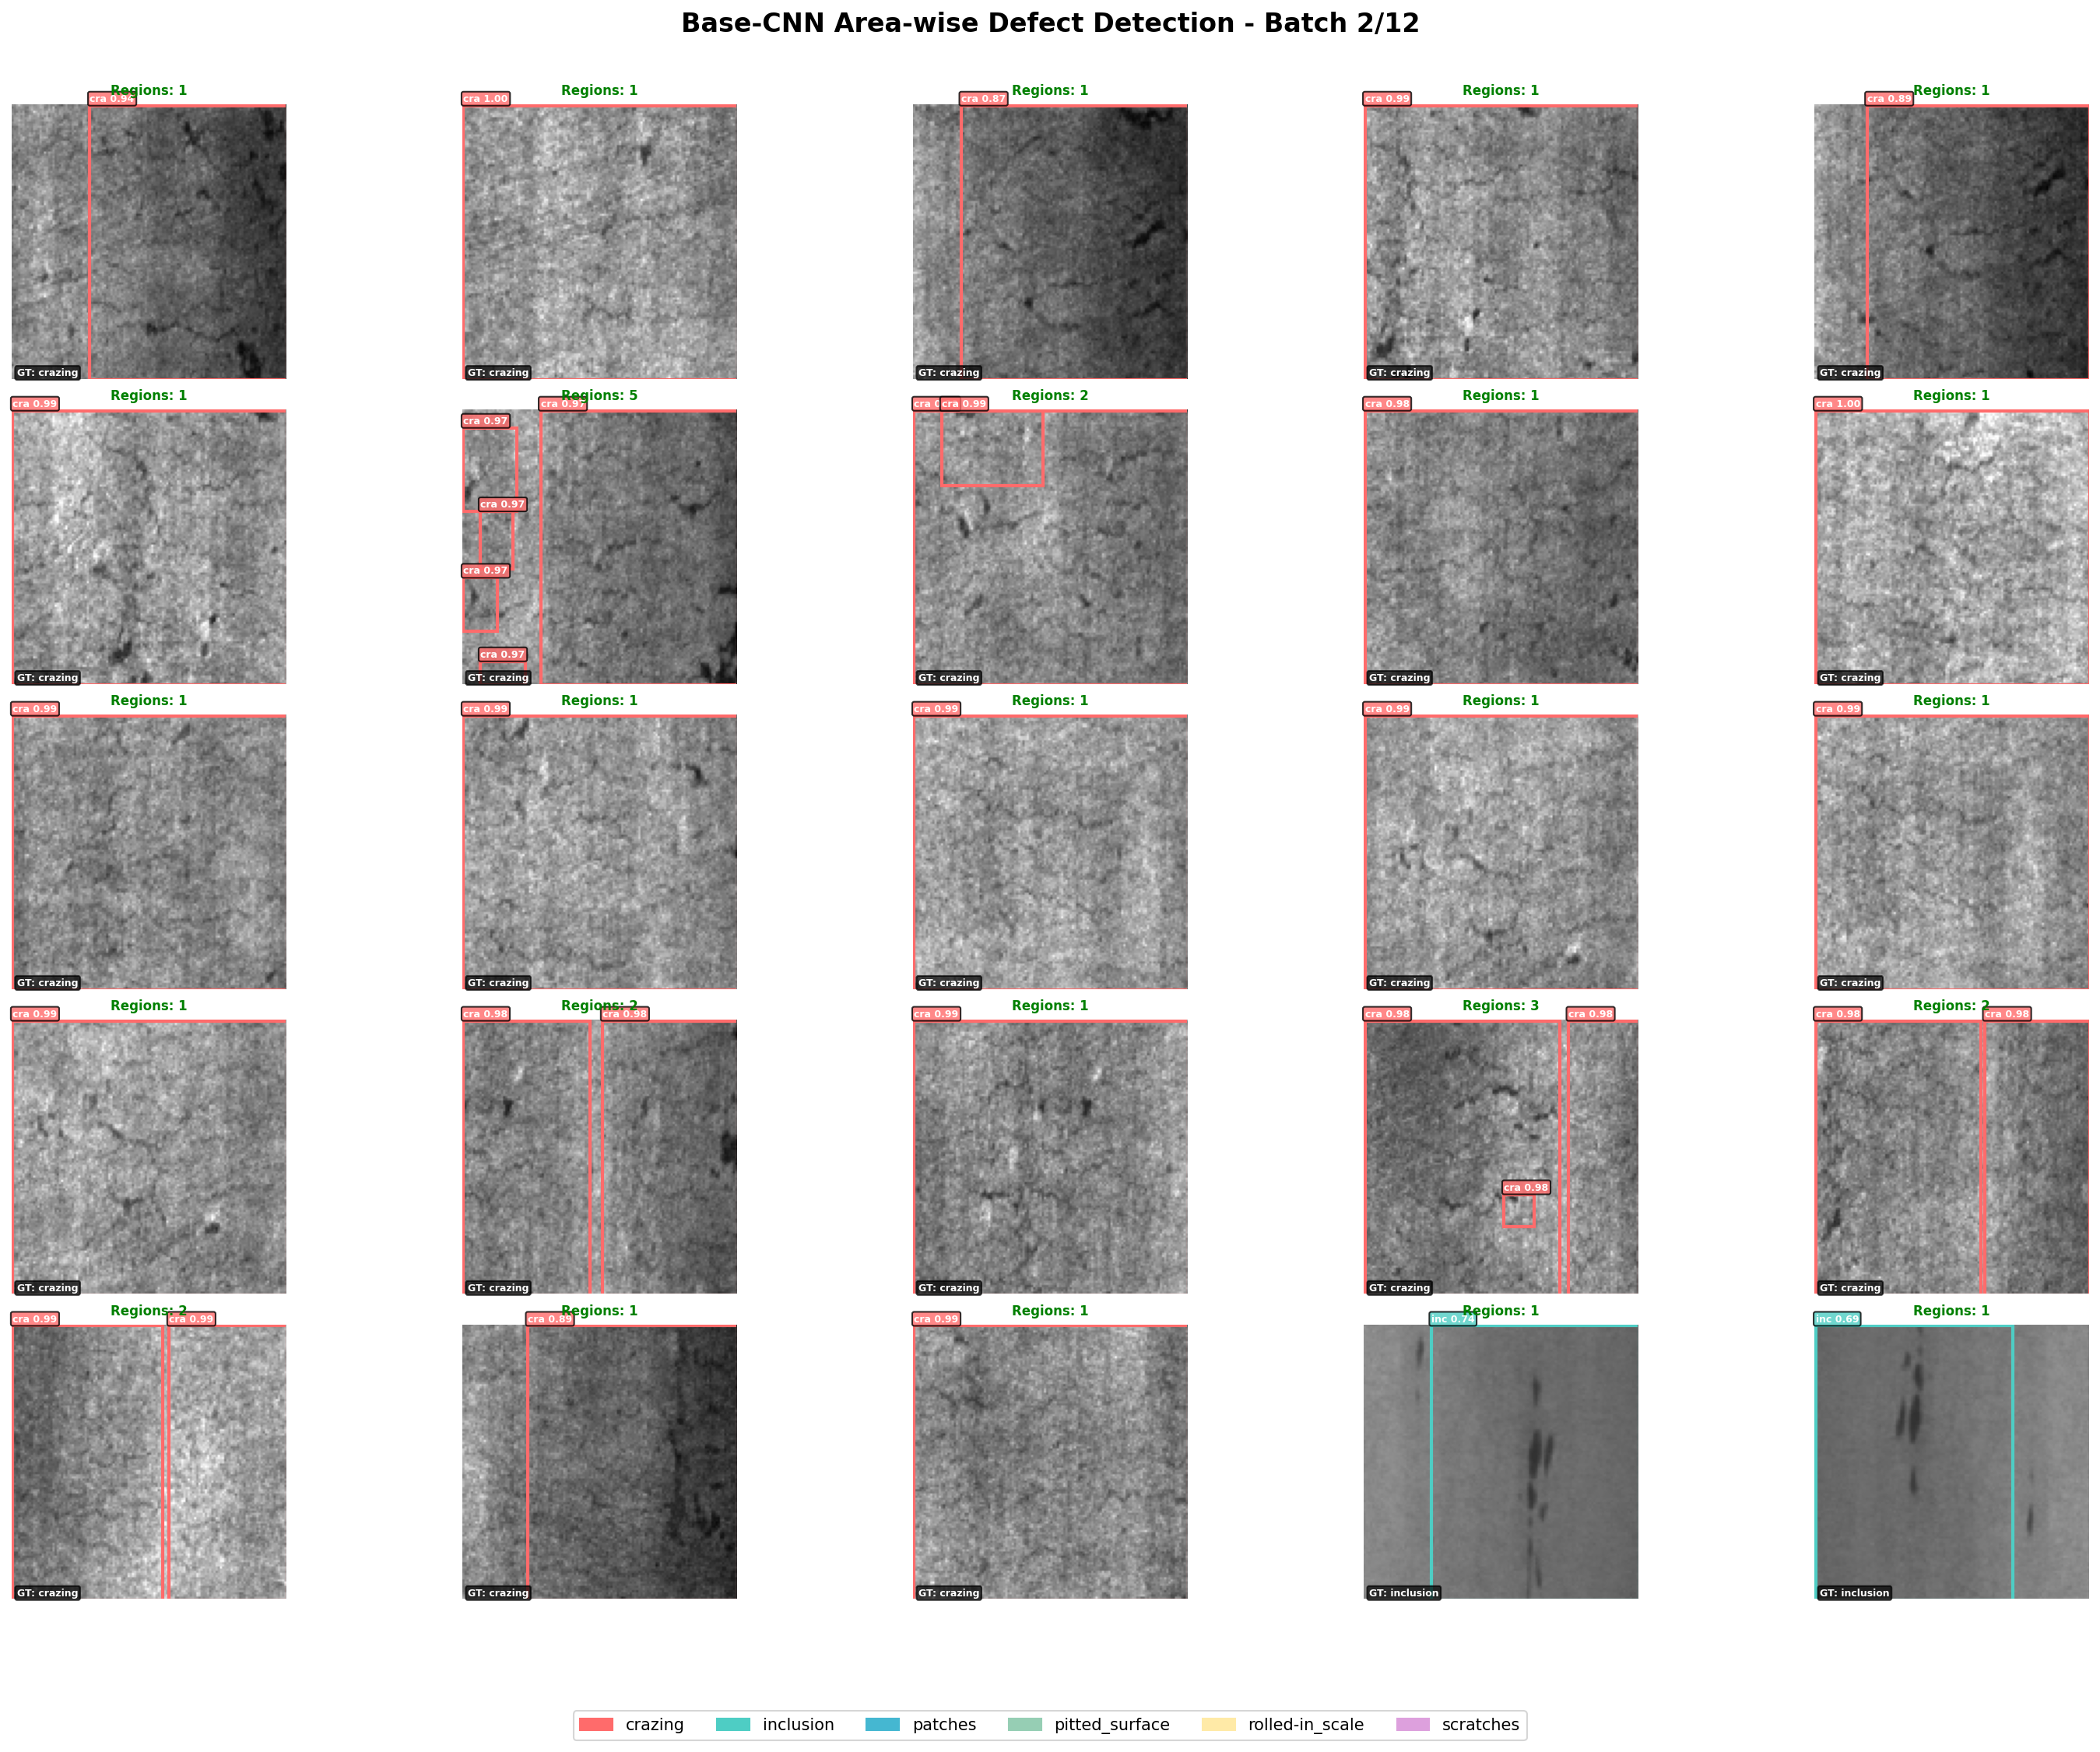 Base-CNN Area-wise Defect Detection - Batch 2/12
Regions: 1 Regions: 1 Regions: 1 Regions: 1 Regions: 1
cra 0.94 cra 1.00 cra 0.87 cra 0.99 cra 0.89
GT: crazing GT: crazing GT: crazing GT: crazing GT: crazing
Regions: 1 Regions: 5 Regions: 2 Regions: 1 Regions: 1
cra 0.99 cra 0.97 cra cra 0.99 cra 0.98 cra 1.00
cra 0.97
cra 0.97
cra 0.97
cra 0.97
GT: crazing GT: crazing GT: crazing GT: crazing GT: crazing
Regions: 1 Regions: 1 Regions: 1 Regions: 1 Regions: 1
cra 0.99 cra 0.99 cra 0.99 cra 0.99 cra 0.99
GT: crazing GT: crazing GT: crazing GT: crazing GT: crazing
Regions: 1 Regions: 2 Regions: 1 Regions: 3 Regions: 2
cra 0.99 cra 0.98 cra 0.98 cra 0.99 cra 0.98 cra 0.98 cra 0.98 cra 0.98
cra 0.98
GT: crazing GT: crazing GT: crazing GT: crazing GT: crazing
Regions: 2 Regions: 1 Regions: 1 Regions: 1 Regions: 1
cra 0.99 cra 0.99 cra 0.89 cra 0.99 inc 0.74 inc 0.69
GT: crazing GT: crazing GT: crazing GT: inclusion GT: inclusion
crazing inclusion patches pitted_surface rolled-in_scale scratches